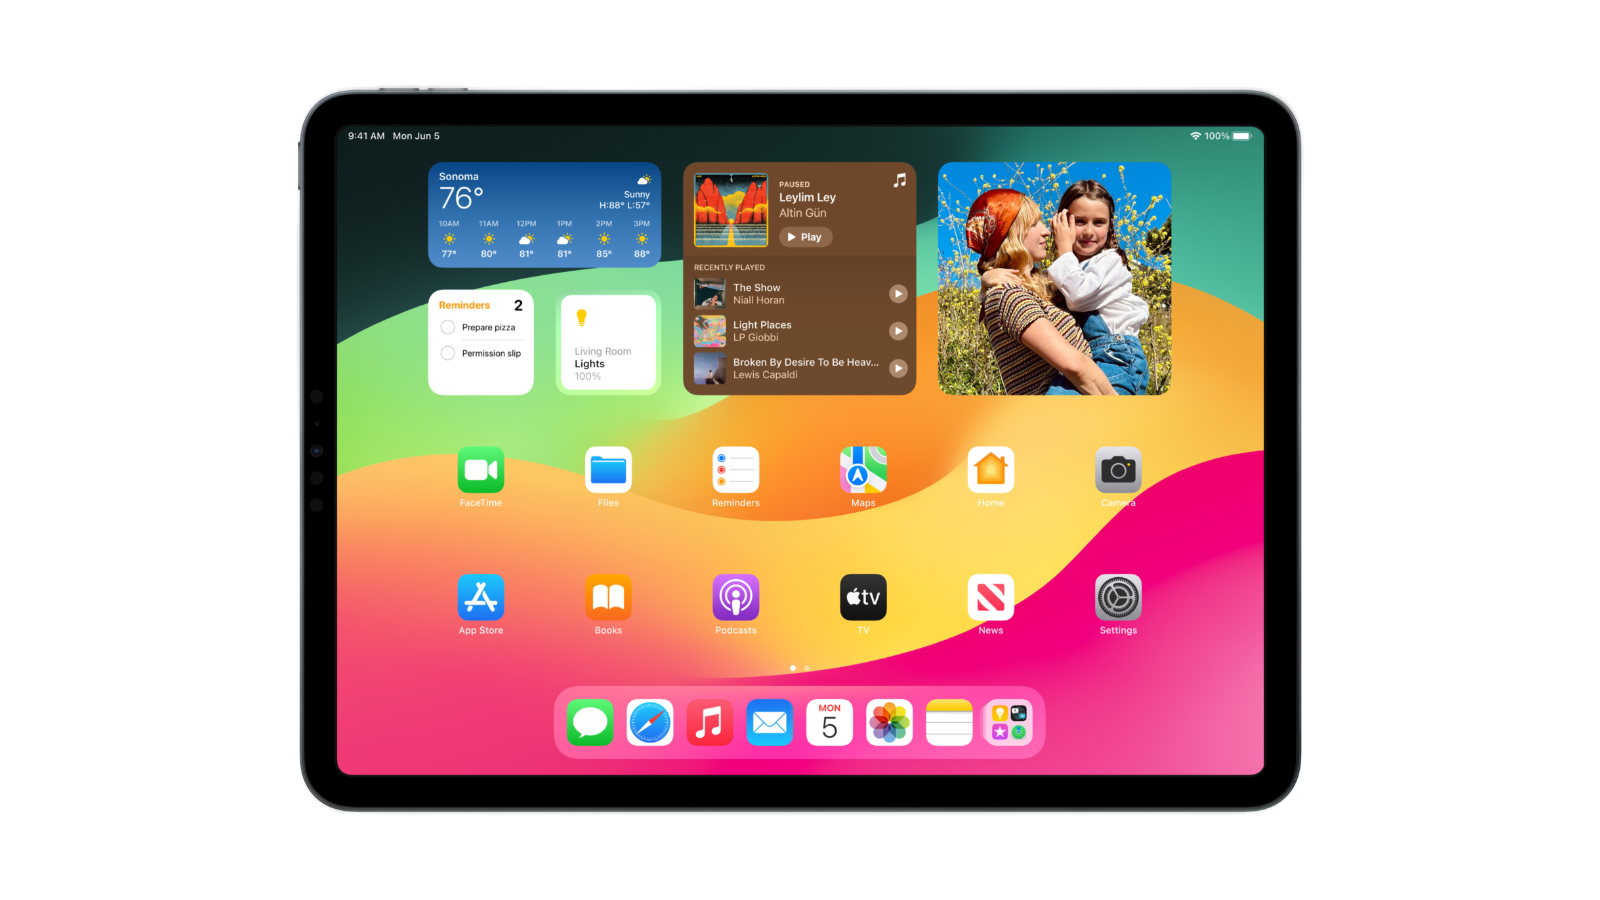 9:41 AM Mon Jun 5
100%
Sonoma
76°
Sunny
H:88° L:57°
10AM 11AM 12PM 1PM 2PM 3PM
77° 80° 81° 81° 85° 88°
Reminders 2
Prepare pizza
Permission slip
Living Room
Lights
100%
PAUSED
Leylim Ley
Altin Gün
Play
RECENTLY PLAYED
The Show
Niall Horan
Light Places
LP Giobbi
Broken By Desire To Be Heav...
Lewis Capaldi
FaceTime Files Reminders Maps Home Camera
tv
App Store Books Podcasts TV News Settings
MON
5